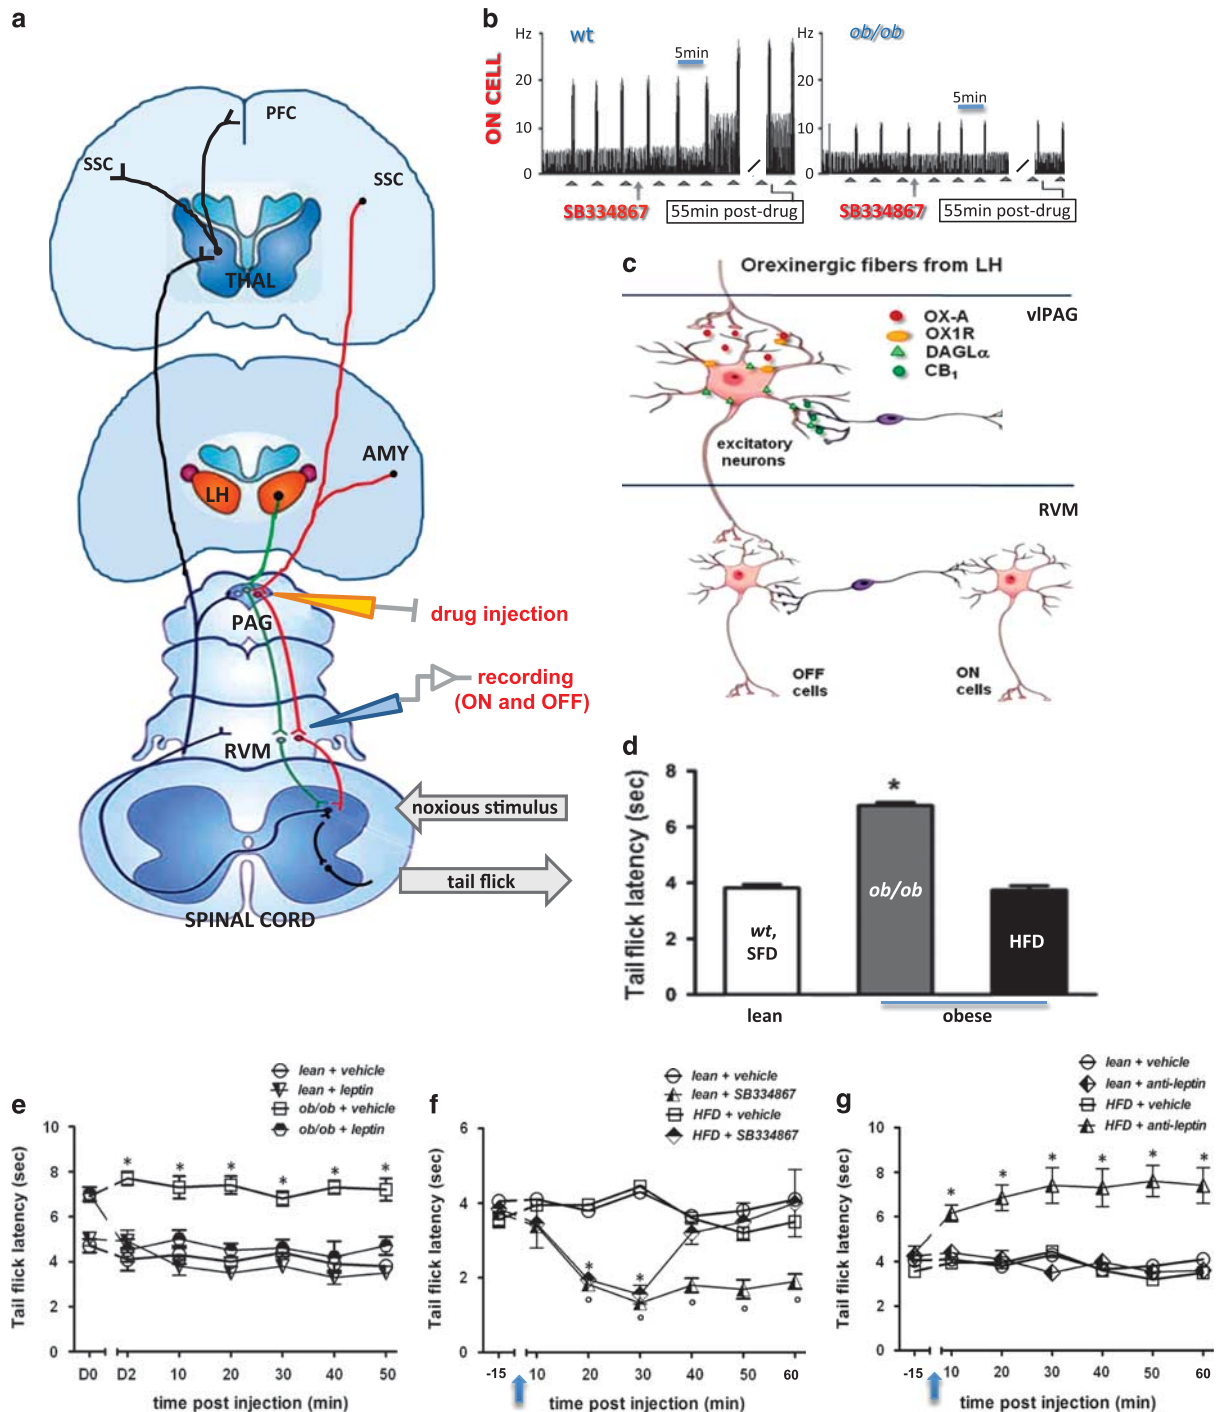 a
PFC
SSC
SSC
THAL
LH
AMY
PAG
drug injection
recording
(ON and OFF)
RVM
noxious stimulus
tail flick
SPINAL CORD
b
ON CELL
Hz
wt
5min
20
10
0
SB334867
55min post-drug
Hz
ob/ob
5min
20
10
0
SB334867
55min post-drug
c
Orexinergic fibers from LH
vlPAG
OX-A
OX1R
DAGLα
CB1
excitatory
neurons
RVM
OFF
cells
ON
cells
d
Tail flick latency (sec)
8
6
4
2
0
*
wt,
SFD
ob/ob
HFD
lean
obese
e
lean + vehicle
lean + leptin
ob/ob + vehicle
ob/ob + leptin
Tail flick latency (sec)
10
8
6
4
2
0
* * * * * *
D0 D2 10 20 30 40 50
time post injection (min)
f
lean + vehicle
lean + SB334867
HFD + vehicle
HFD + SB334867
Tail flick latency (sec)
6
4
2
0
* *
° ° ° ° °
-15 10 20 30 40 50 60
time post injection (min)
g
lean + vehicle
lean + anti-leptin
HFD + vehicle
HFD + anti-leptin
Tail flick latency (sec)
10
8
6
4
2
0
* * * * * *
-15 10 20 30 40 50 60
time post injection (min)